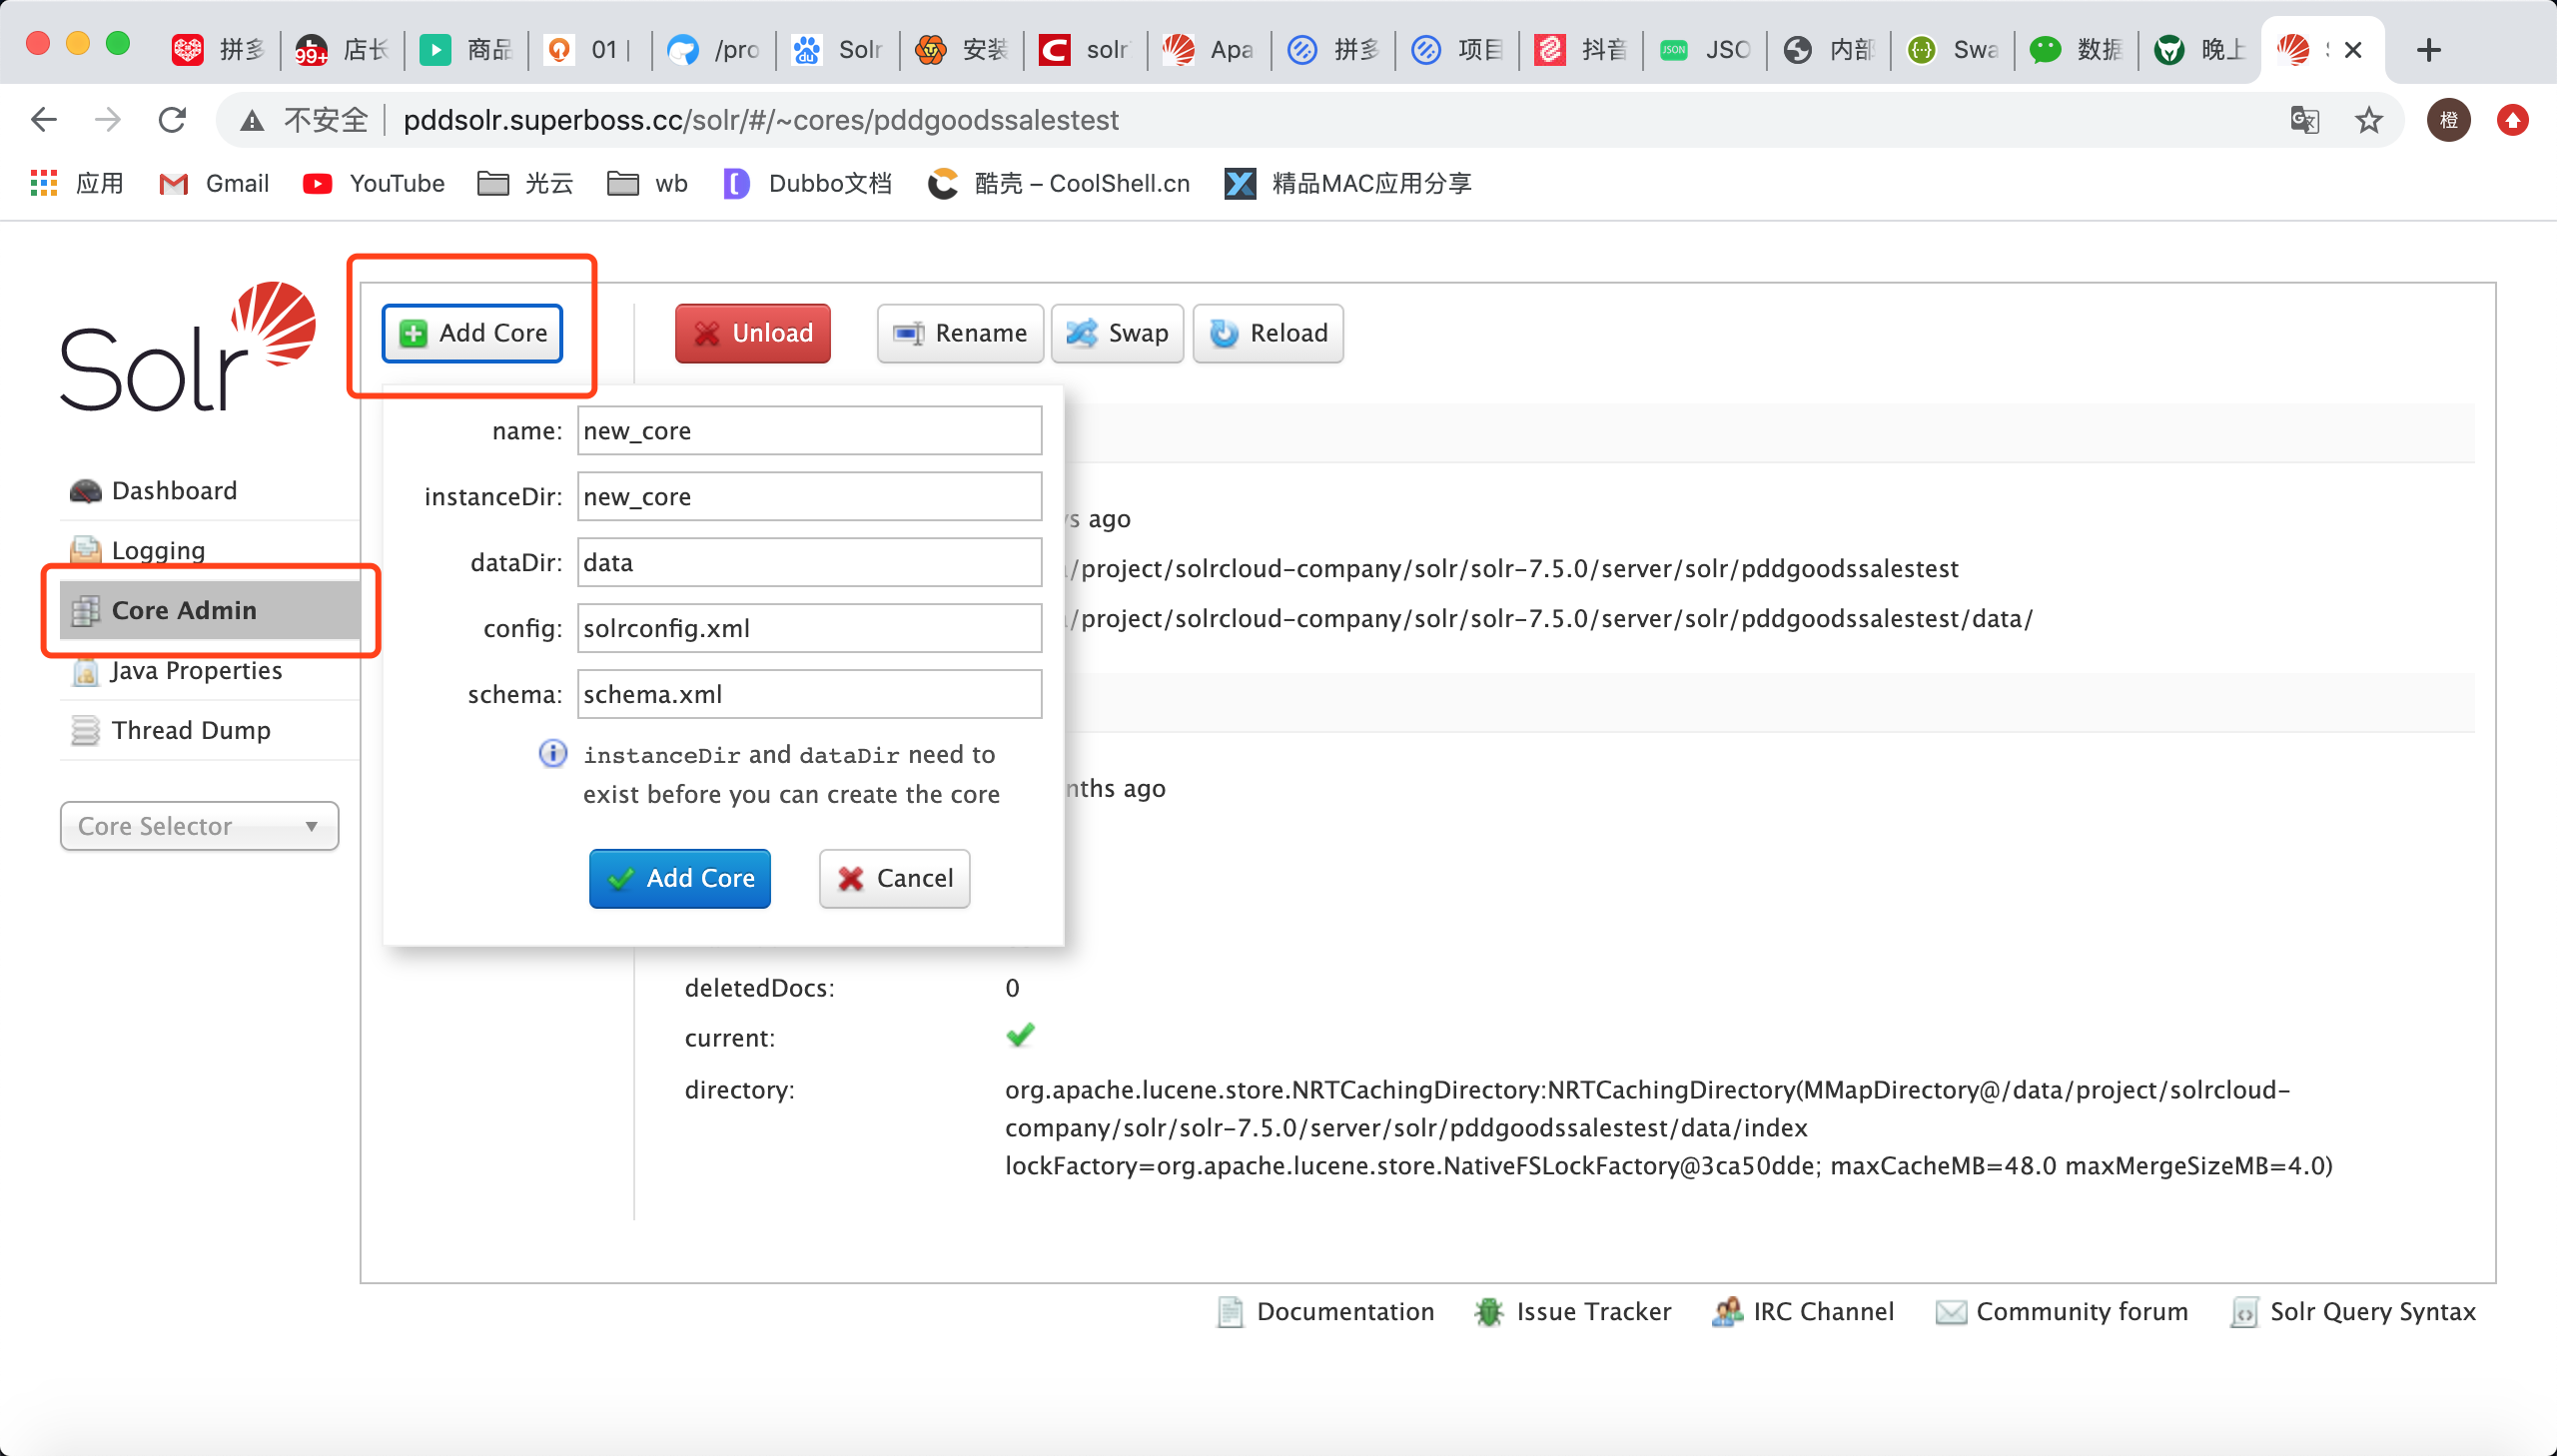 拼多
99+
店长
商品
01 |
/pro
Solr
安装
solr
Apa
拼多
项目
抖音
JSON
JSO
内部
Swa
数据
晚上
不安全
pddsolr.superboss.cc/solr/#/~cores/pddgoodssalestest
橙
应用
Gmail
YouTube
光云
wb
Dubbo文档
酷壳 – CoolShell.cn
精品MAC应用分享
Solr
Dashboard
Logging
Core Admin
Java Properties
Thread Dump
Core Selector
Add Core
Unload
Rename
Swap
Reload
name: new_core
instanceDir: new_core
dataDir: data
config: solrconfig.xml
schema: schema.xml
instanceDir and dataDir need to
exist before you can create the core
Add Core
Cancel
ago
/project/solrcloud-company/solr/solr-7.5.0/server/solr/pddgoodssalestest
/project/solrcloud-company/solr/solr-7.5.0/server/solr/pddgoodssalestest/data/
nths ago
deletedDocs: 0
current:
directory: org.apache.lucene.store.NRTCachingDirectory:NRTCachingDirectory(MMapDirectory@/data/project/solrcloud-
company/solr/solr-7.5.0/server/solr/pddgoodssalestest/data/index
lockFactory=org.apache.lucene.store.NativeFSLockFactory@3ca50dde; maxCacheMB=48.0 maxMergeSizeMB=4.0)
Documentation
Issue Tracker
IRC Channel
Community forum
Solr Query Syntax